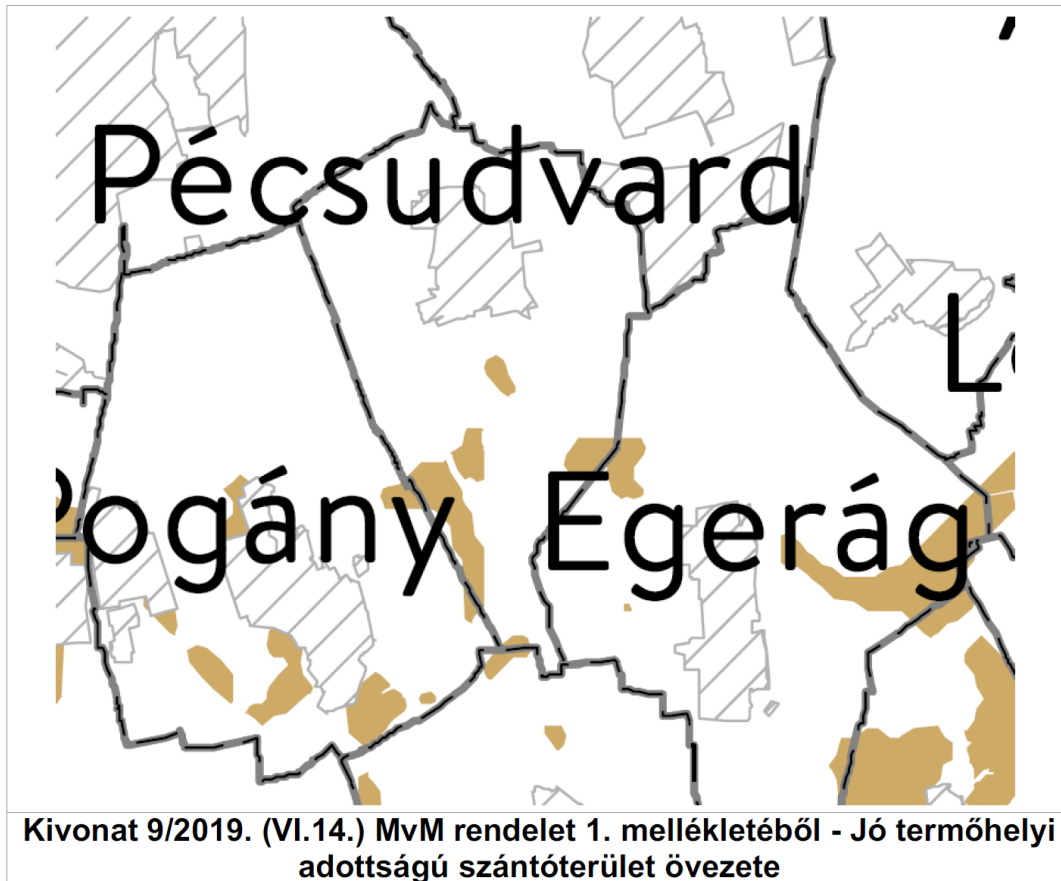 Pécsudvard
Pogány
Egerág
Kivonat 9/2019. (VI.14.) MvM rendelet 1. mellékletéből - Jó termőhelyi
adottságú szántóterület övezete